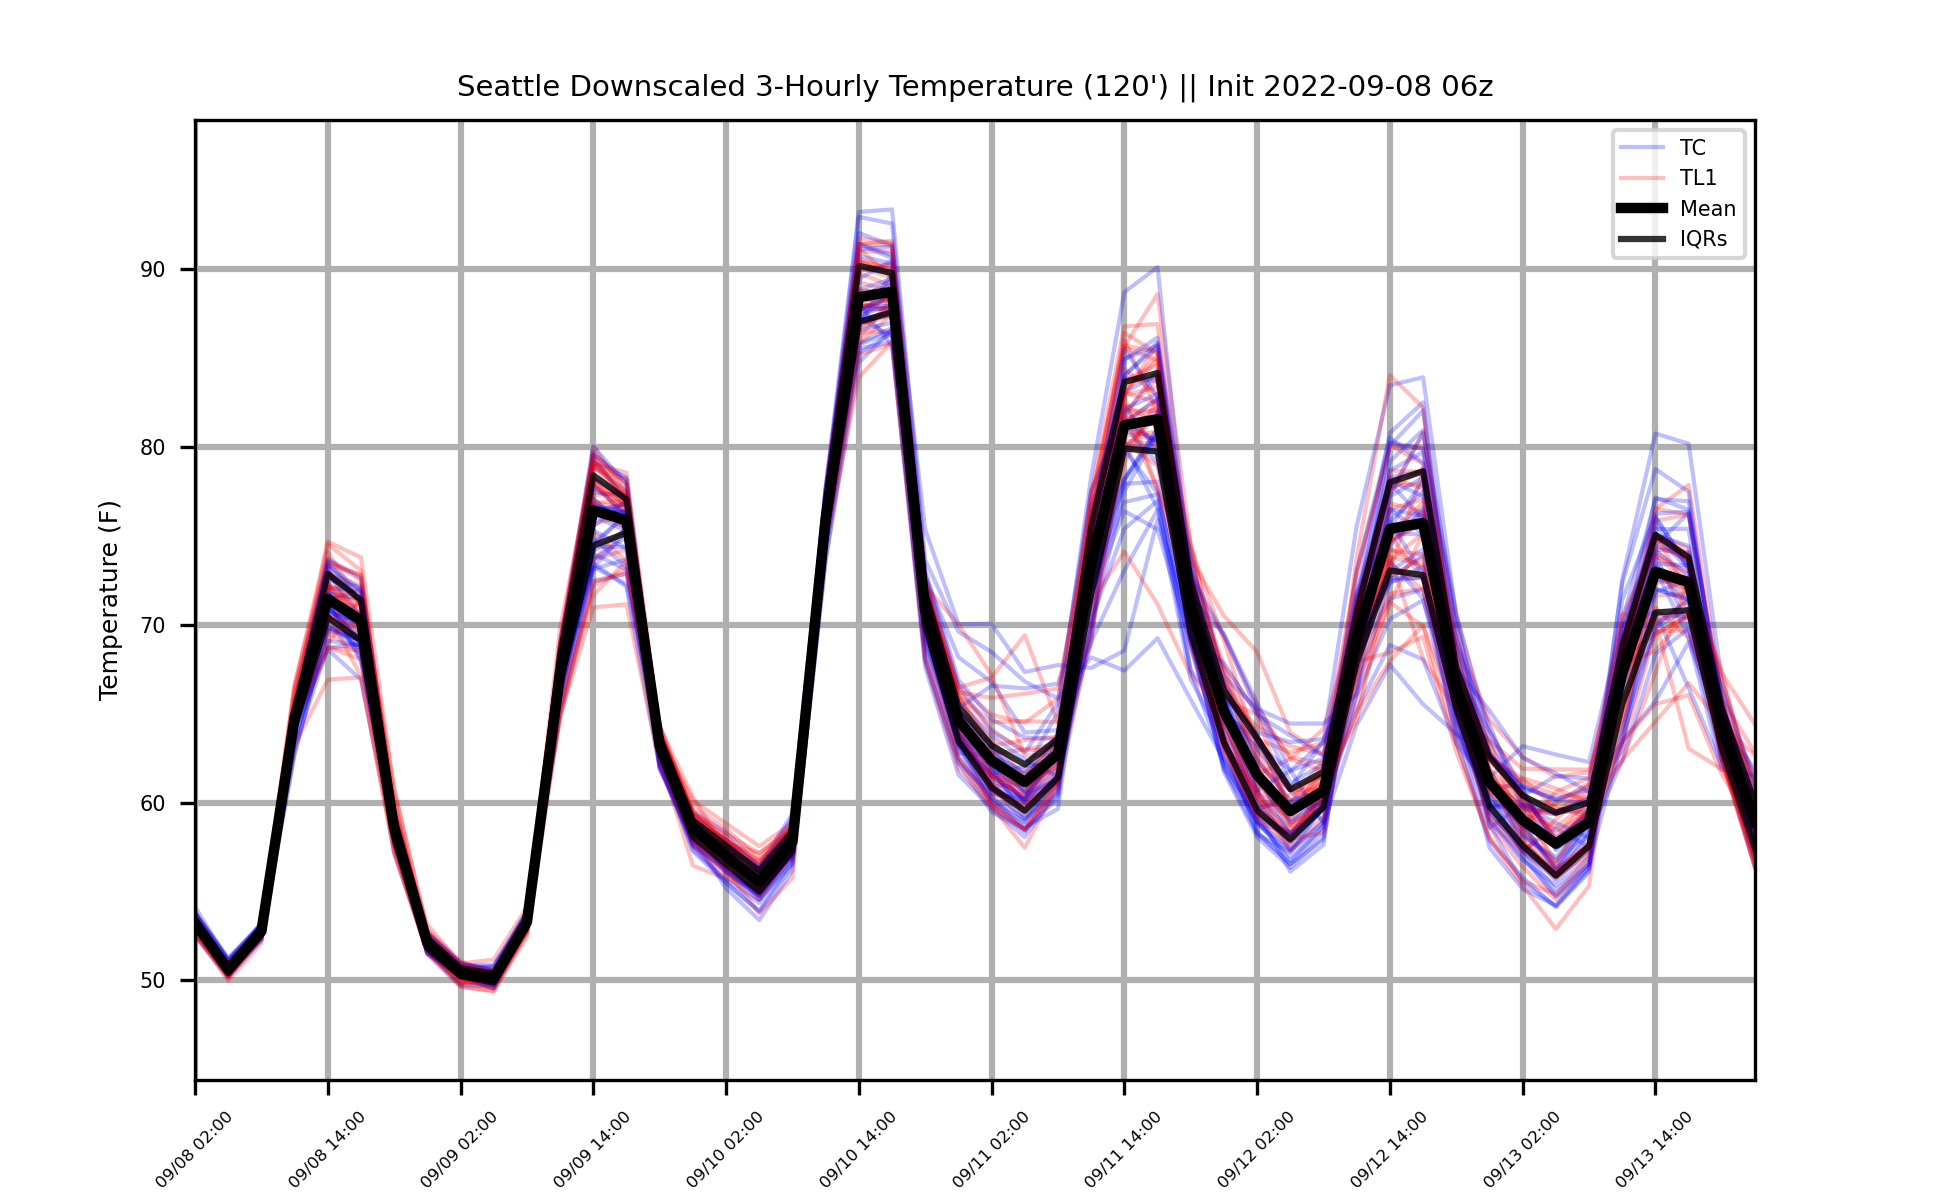 Seattle Downscaled 3-Hourly Temperature (120') || Init 2022-09-08 06z
TC
TL1
Mean
IQRs
Temperature (F)
90
80
70
60
50
09/08 02:00
09/08 14:00
09/09 02:00
09/09 14:00
09/10 02:00
09/10 14:00
09/11 02:00
09/11 14:00
09/12 02:00
09/12 14:00
09/13 02:00
09/13 14:00